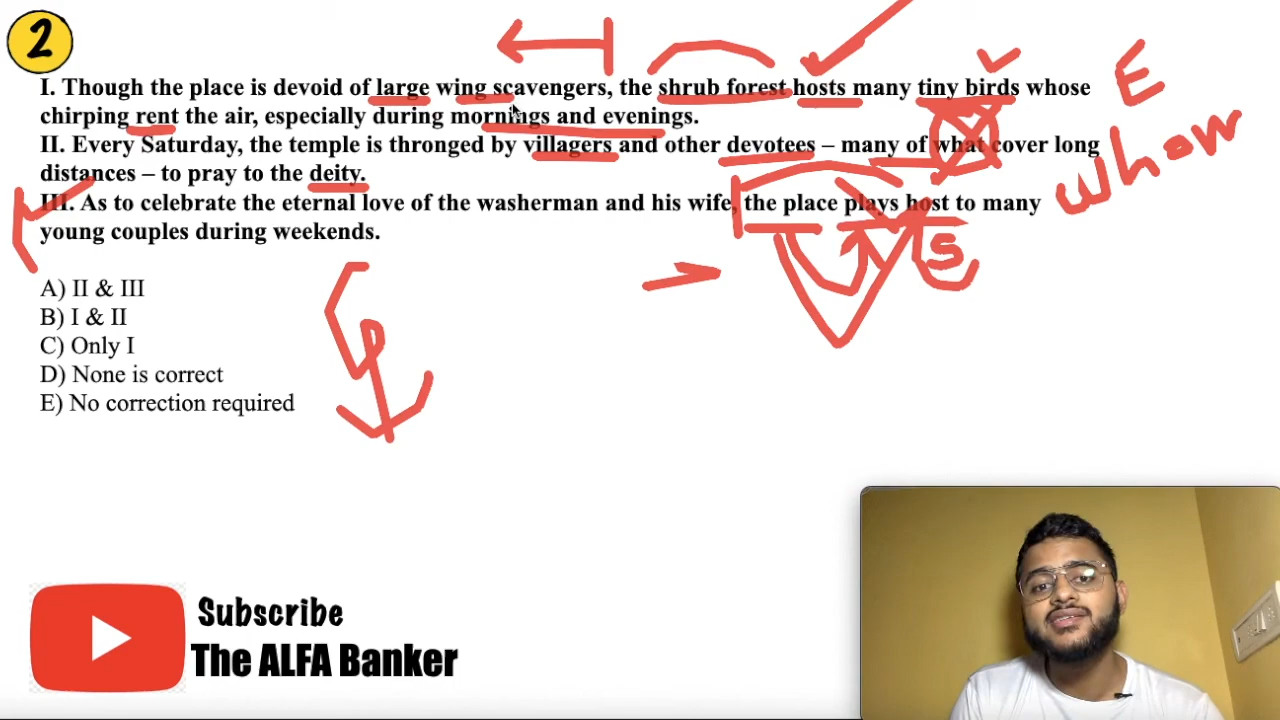 2
I. Though the place is devoid of large wing scavengers, the shrub forest hosts many tiny birds whose
chirping rent the air, especially during mornings and evenings.
E
II. Every Saturday, the temple is thronged by villagers and other devotees – many of what cover long
distances – to pray to the deity.
whom
III. As to celebrate the eternal love of the washerman and his wife, the place plays host to many
young couples during weekends.
S
A) II & III
B) I & II
C) Only I
D) None is correct
E) No correction required
Subscribe
The ALFA Banker